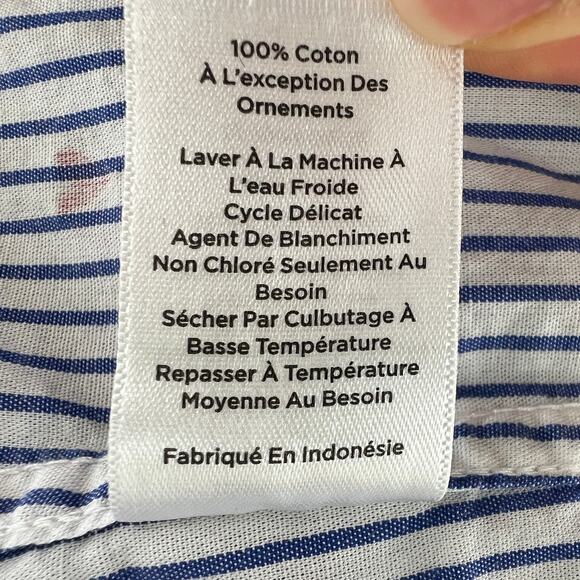 100% Coton
À L'exception Des
Ornements
Laver À La Machine À
L'eau Froide
Cycle Délicat
Agent De Blanchiment
Non Chloré Seulement Au
Besoin
Sécher Par Culbutage À
Basse Température
Repasser À Température
Moyenne Au Besoin
Fabriqué En Indonésie